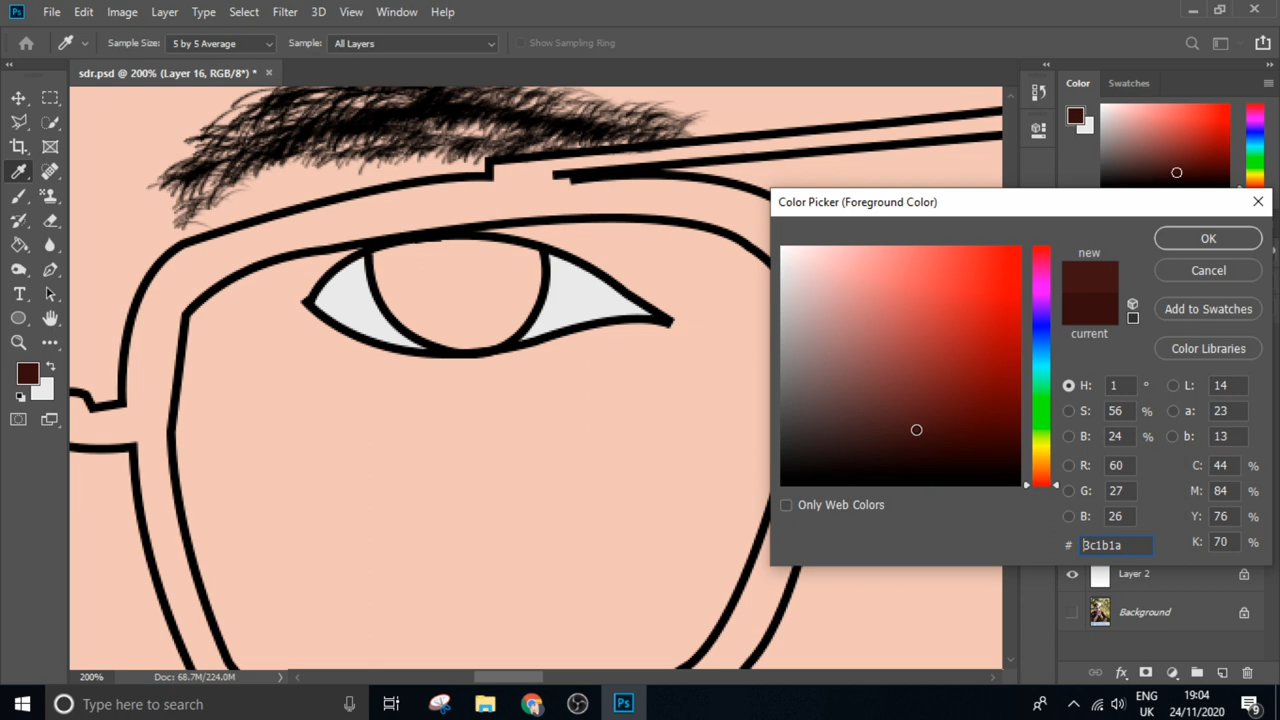 Ps File Edit Image Layer Type Select Filter 3D View Window Help
Sample Size: 5 by 5 Average Sample: All Layers Show Sampling Ring
sdr.psd @ 200% (Layer 16, RGB/8*) *
Color Swatches
Color Picker (Foreground Color)
new
current
OK
Cancel
Add to Swatches
Color Libraries
H: 1 ° L: 14
S: 56 % a: 23
B: 24 % b: 13
R: 60 C: 44 %
G: 27 M: 84 %
B: 26 Y: 76 %
# 3c1b1a K: 70 %
Only Web Colors
Layer 2
Background
200% Doc: 68.7M/224.0M
Type here to search
Ps
ENG
UK
19:04
24/11/2020
9